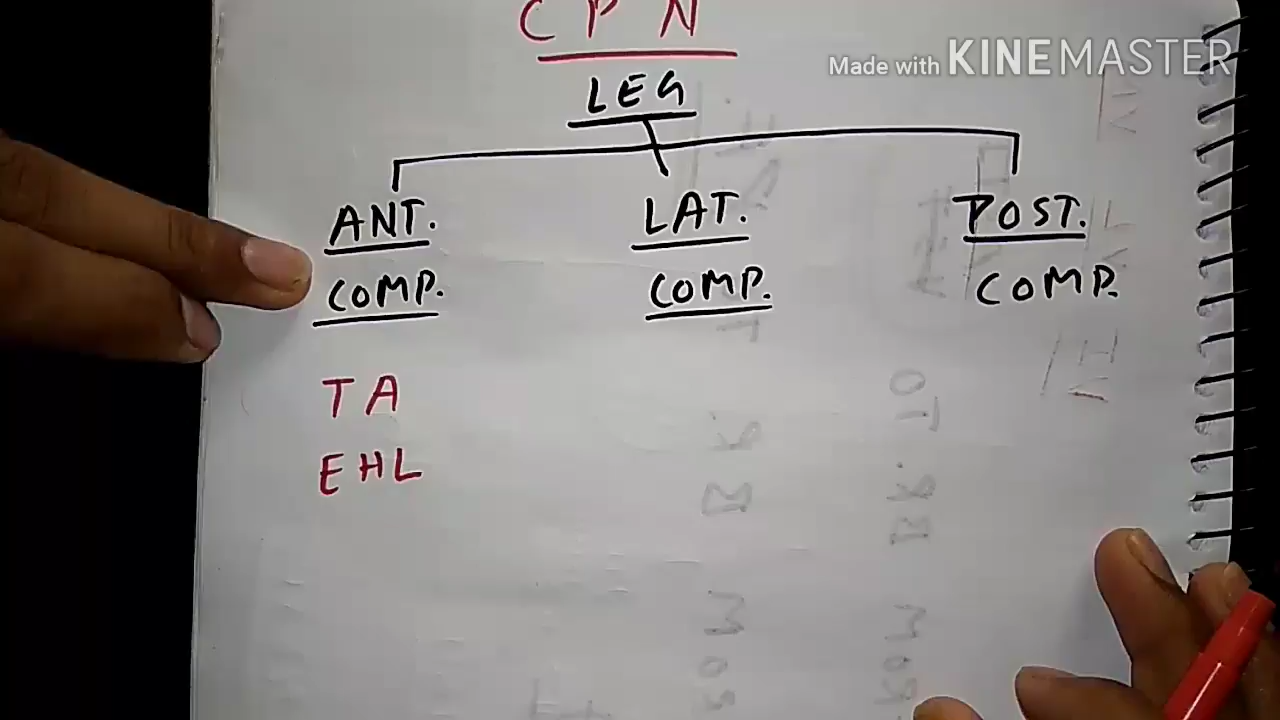 CPN
Made with KINEMASTER
LEG
ANT. LAT. POST.
COMP. COMP. COMP.
TA
EHL